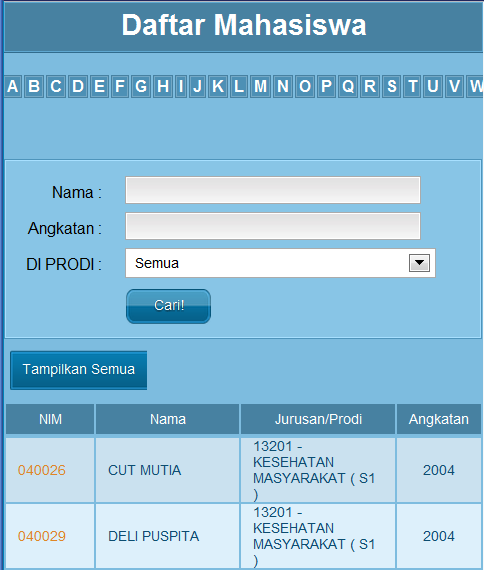 Daftar Mahasiswa
A B C D E F G H I J K L M N O P Q R S T U V W
Nama :
Angkatan :
DI PRODI : Semua
Cari!
Tampilkan Semua
NIM Nama Jurusan/Prodi Angkatan
040026 CUT MUTIA 13201 - KESEHATAN MASYARAKAT ( S1 ) 2004
040029 DELI PUSPITA 13201 - KESEHATAN MASYARAKAT ( S1 ) 2004